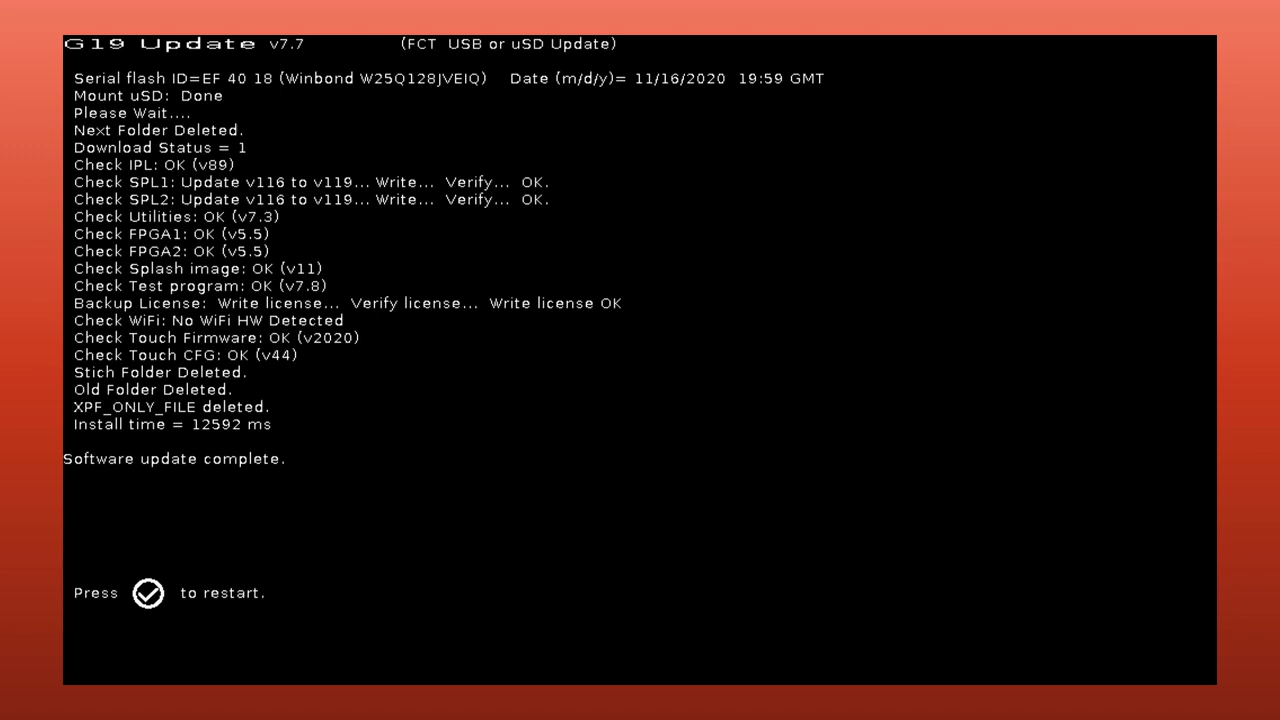 G19 Update v7.7 (FCT USB or uSD Update)
Serial flash ID=EF 40 18 (Winbond W25Q128JVEIQ) Date (m/d/y)= 11/16/2020 19:59 GMT
Mount uSD: Done
Please Wait....
Next Folder Deleted.
Download Status = 1
Check IPL: OK (v89)
Check SPL1: Update v116 to v119... Write... Verify... OK.
Check SPL2: Update v116 to v119... Write... Verify... OK.
Check Utilities: OK (v7.3)
Check FPGA1: OK (v5.5)
Check FPGA2: OK (v5.5)
Check Splash image: OK (v11)
Check Test program: OK (v7.8)
Backup License: Write license... Verify license... Write license OK
Check WiFi: No WiFi HW Detected
Check Touch Firmware: OK (v2020)
Check Touch CFG: OK (v44)
Stich Folder Deleted.
Old Folder Deleted.
XPF_ONLY_FILE deleted.
Install time = 12592 ms
Software update complete.
Press to restart.